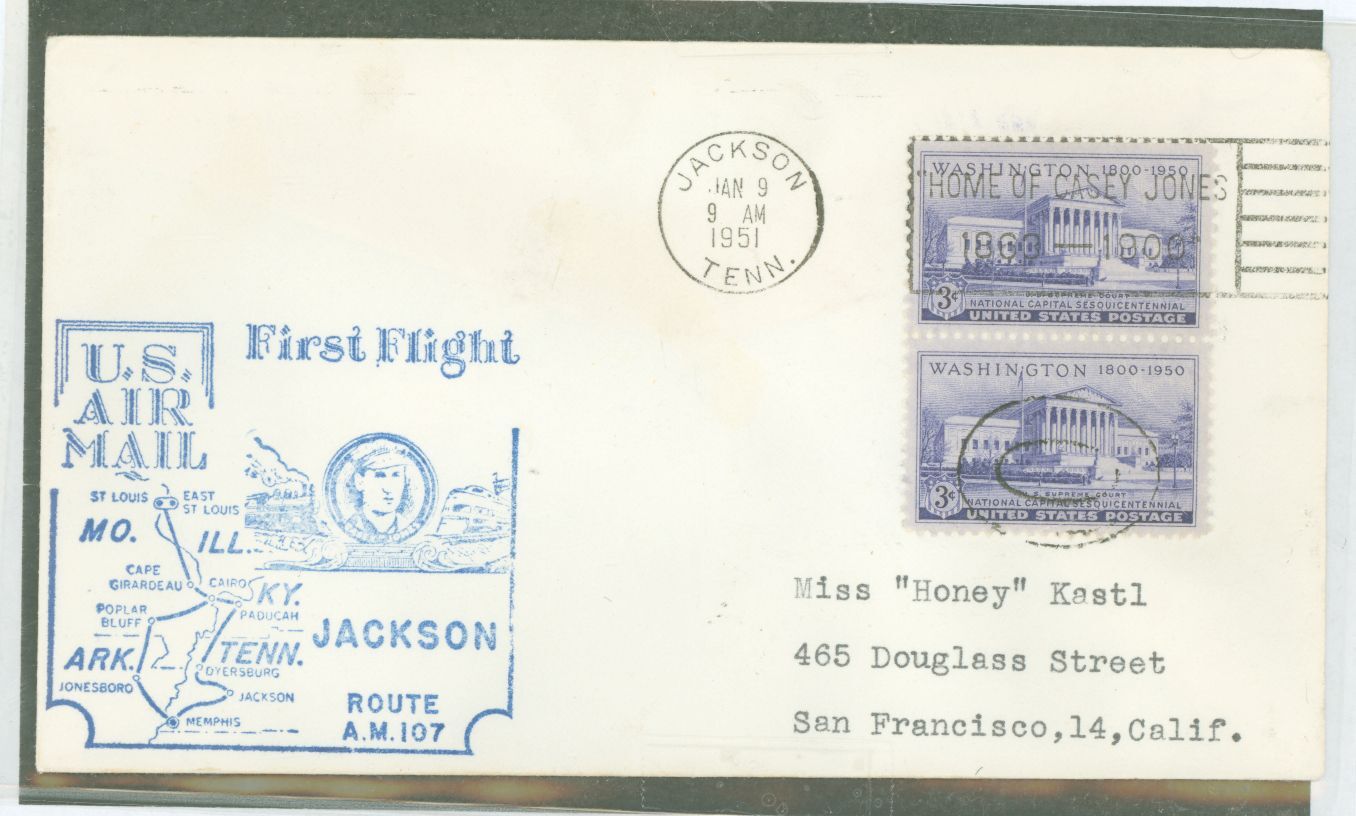 JACKSON
JAN 9
9 AM
1951
TENN.
WASHINGTON 1800-1950
"HOME OF CASEY JONES
1863 — 1900"
3¢
U.S. SUPREME COURT
NATIONAL CAPITAL SESQUICENTENNIAL
UNITED STATES POSTAGE
WASHINGTON 1800-1950
3¢
U.S. SUPREME COURT
NATIONAL CAPITAL SESQUICENTENNIAL
UNITED STATES POSTAGE
First Flight
U.S.
AIR
MAIL
ST LOUIS
EAST
ST LOUIS
MO.
ILL.
CAPE
GIRARDEAU
CAIRO
KY.
POPLAR
BLUFF
PADUCAH
JACKSON
ARK.
TENN.
DYERSBURG
JONESBORO
JACKSON
MEMPHIS
ROUTE
A.M.107
Miss "Honey" Kastl
465 Douglass Street
San Francisco,14,Calif.